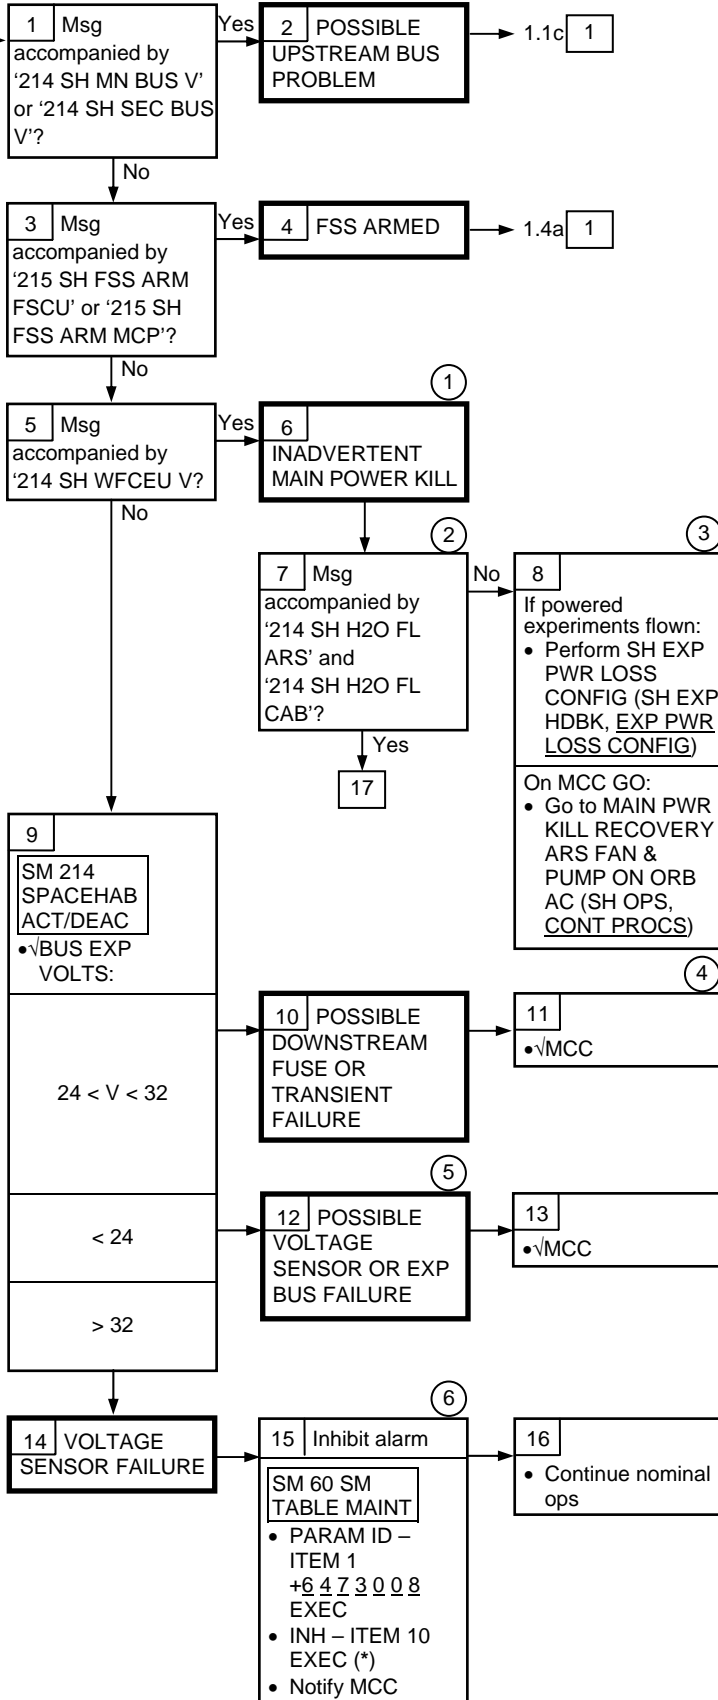 1 Msg
accompanied by
‘214 SH MN BUS V’
or ‘214 SH SEC BUS
V’?
Yes
2 POSSIBLE
UPSTREAM BUS
PROBLEM
1.1c 1
No
3 Msg
accompanied by
‘215 SH FSS ARM
FSCU’ or ‘215 SH
FSS ARM MCP’?
Yes
4 FSS ARMED
1.4a 1
No
5 Msg
accompanied by
‘214 SH WFCEU V?
Yes
1
6
INADVERTENT
MAIN POWER KILL
No
2
7 Msg
accompanied by
‘214 SH H2O FL
ARS’ and
‘214 SH H2O FL
CAB’?
No
Yes
17
3
8
If powered
experiments flown:
• Perform SH EXP
PWR LOSS
CONFIG (SH EXP
HDBK, EXP PWR
LOSS CONFIG)
On MCC GO:
• Go to MAIN PWR
KILL RECOVERY
ARS FAN &
PUMP ON ORB
AC (SH OPS,
CONT PROCS)
9
SM 214
SPACEHAB
ACT/DEAC
•√BUS EXP
VOLTS:
24 < V < 32
10 POSSIBLE
DOWNSTREAM
FUSE OR
TRANSIENT
FAILURE
4
11
•√MCC
< 24
5
12 POSSIBLE
VOLTAGE
SENSOR OR EXP
BUS FAILURE
13
•√MCC
> 32
14 VOLTAGE
SENSOR FAILURE
6
15 Inhibit alarm
SM 60 SM
TABLE MAINT
• PARAM ID –
ITEM 1
+6 4 7 3 0 0 8
EXEC
• INH – ITEM 10
EXEC (*)
• Notify MCC
16
• Continue nominal
ops